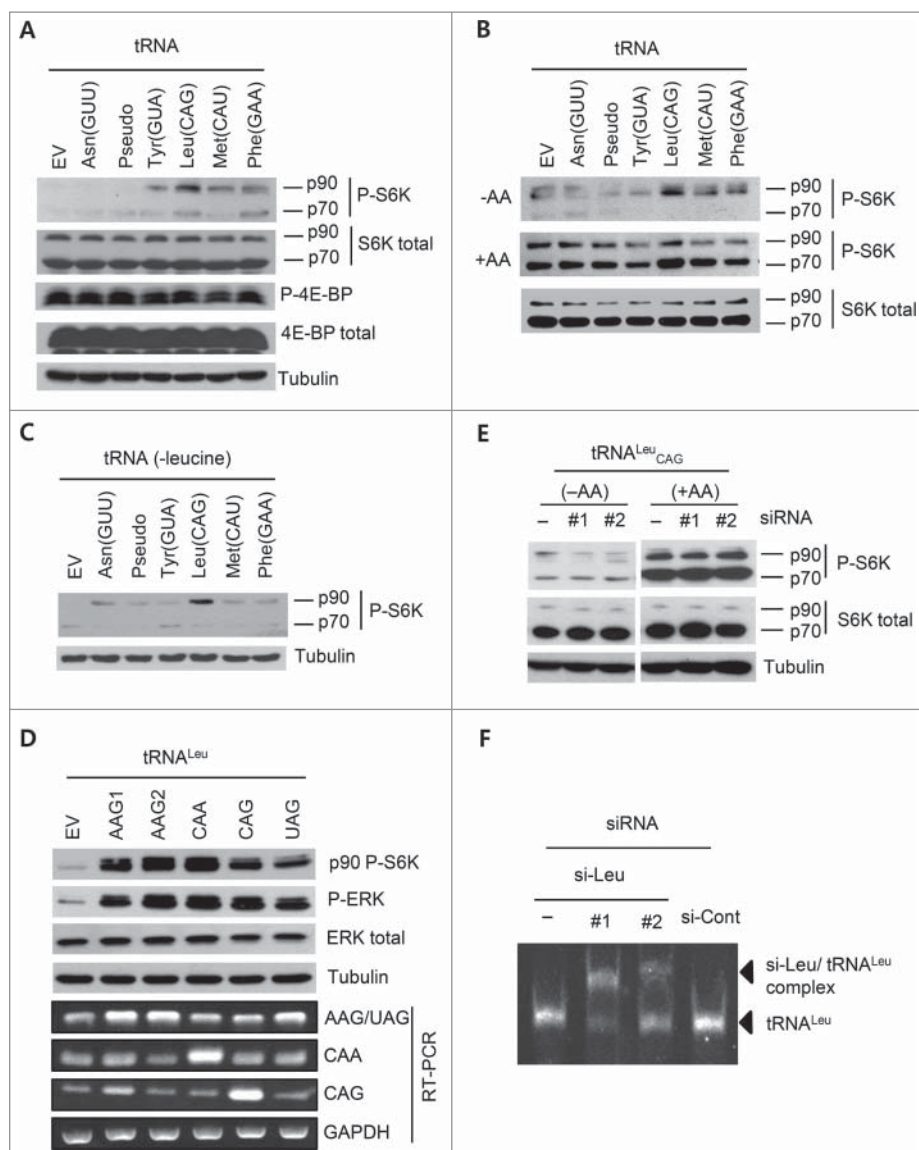 A
tRNA
EV
Asn(GUU)
Pseudo
Tyr(GUA)
Leu(CAG)
Met(CAU)
Phe(GAA)
p90
p70
P-S6K
p90
p70
S6K total
P-4E-BP
4E-BP total
Tubulin
B
tRNA
EV
Asn(GUU)
Pseudo
Tyr(GUA)
Leu(CAG)
Met(CAU)
Phe(GAA)
-AA
p90
p70
P-S6K
+AA
p90
p70
P-S6K
p90
p70
S6K total
C
tRNA (-leucine)
EV
Asn(GUU)
Pseudo
Tyr(GUA)
Leu(CAG)
Met(CAU)
Phe(GAA)
p90
p70
P-S6K
Tubulin
E
tRNA^Leu_CAG
(–AA) (+AA)
– #1 #2 – #1 #2 siRNA
p90
p70
P-S6K
p90
p70
S6K total
Tubulin
D
tRNA^Leu
EV
AAG1
AAG2
CAA
CAG
UAG
p90 P-S6K
P-ERK
ERK total
Tubulin
AAG/UAG
CAA
CAG
GAPDH
RT-PCR
F
siRNA
si-Leu
– #1 #2 si-Cont
si-Leu/ tRNA^Leu
complex
tRNA^Leu